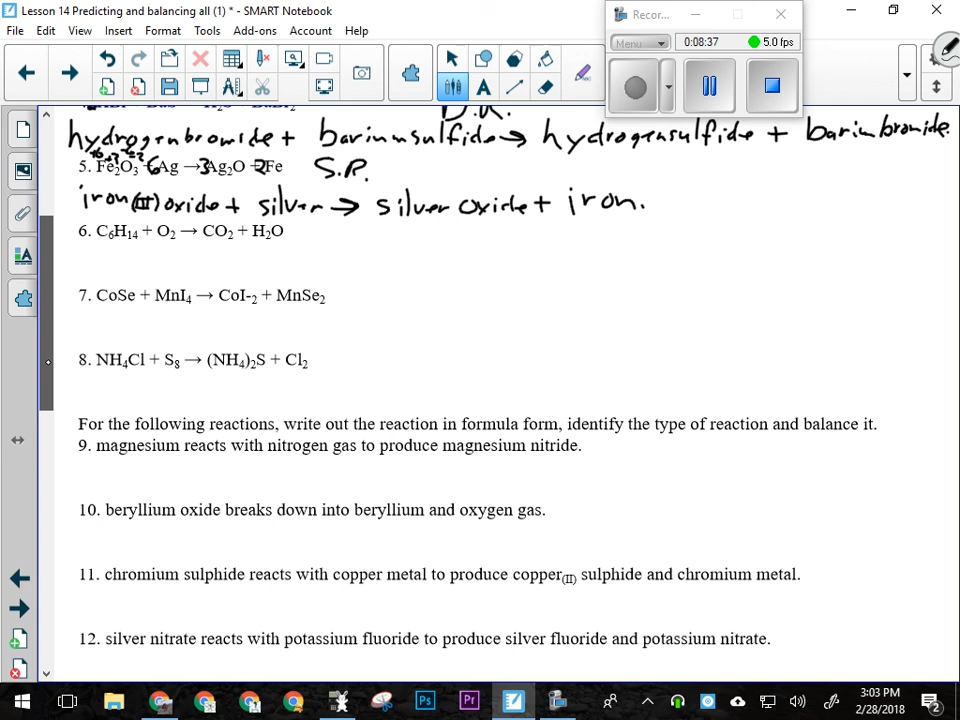 Lesson 14 Predicting and balancing all (1) * - SMART Notebook
Recor...
File Edit View Insert Format Tools Add-ons Account Help
Menu 0:08:37 5.0 fps
D.R.
hydrogen bromide + barium sulfide → hydrogen sulfide + barium bromide.
5. Fe2O3 + 6Ag → 3Ag2O + 2Fe S.R.
iron (III) oxide + silver → silver oxide + iron.
6. C6H14 + O2 → CO2 + H2O
7. CoSe + MnI4 → CoI-2 + MnSe2
8. NH4Cl + S8 → (NH4)2S + Cl2
For the following reactions, write out the reaction in formula form, identify the type of reaction and balance it.
9. magnesium reacts with nitrogen gas to produce magnesium nitride.
10. beryllium oxide breaks down into beryllium and oxygen gas.
11. chromium sulphide reacts with copper metal to produce copper(II) sulphide and chromium metal.
12. silver nitrate reacts with potassium fluoride to produce silver fluoride and potassium nitrate.
3:03 PM
2/28/2018